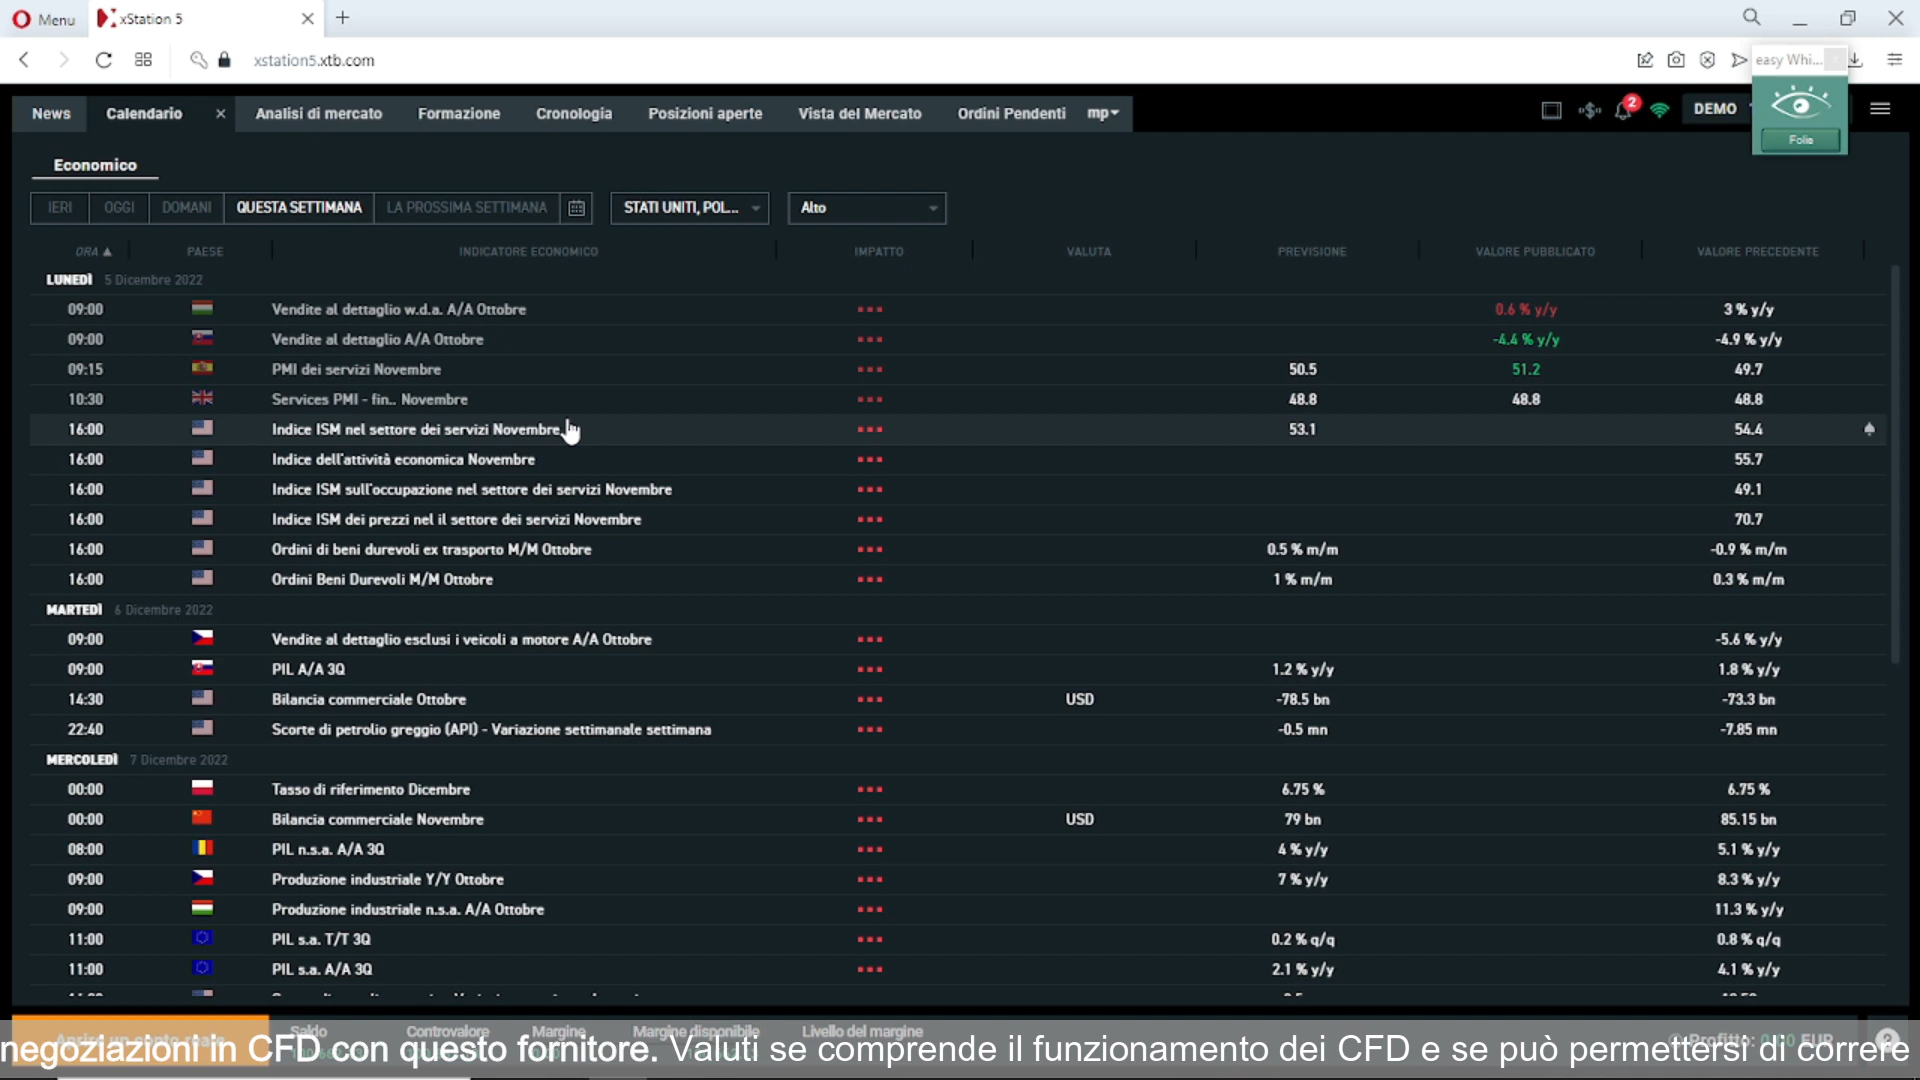 Menu xStation 5
xstation5.xtb.com easy Whi...
News Calendario Analisi di mercato Formazione Cronologia Posizioni aperte Vista del Mercato Ordini Pendenti mp 2 DEMO
Folie
Economico
IERI OGGI DOMANI QUESTA SETTIMANA LA PROSSIMA SETTIMANA STATI UNITI, POL... Alto
ORA ▲ PAESE INDICATORE ECONOMICO IMPATTO VALUTA PREVISIONE VALORE PUBBLICATO VALORE PRECEDENTE
LUNEDÌ 5 Dicembre 2022
09:00 Vendite al dettaglio w.d.a. A/A Ottobre 0.6 % y/y 3 % y/y
09:00 Vendite al dettaglio A/A Ottobre -4.4 % y/y -4.9 % y/y
09:15 PMI dei servizi Novembre 50.5 51.2 49.7
10:30 Services PMI - fin.. Novembre 48.8 48.8 48.8
16:00 Indice ISM nel settore dei servizi Novembre 53.1 54.4
16:00 Indice dell'attività economica Novembre 55.7
16:00 Indice ISM sull'occupazione nel settore dei servizi Novembre 49.1
16:00 Indice ISM dei prezzi nel il settore dei servizi Novembre 70.7
16:00 Ordini di beni durevoli ex trasporto M/M Ottobre 0.5 % m/m -0.9 % m/m
16:00 Ordini Beni Durevoli M/M Ottobre 1 % m/m 0.3 % m/m
MARTEDÌ 6 Dicembre 2022
09:00 Vendite al dettaglio esclusi i veicoli a motore A/A Ottobre -5.6 % y/y
09:00 PIL A/A 3Q 1.2 % y/y 1.8 % y/y
14:30 Bilancia commerciale Ottobre USD -78.5 bn -73.3 bn
22:40 Scorte di petrolio greggio (API) - Variazione settimanale settimana -0.5 mn -7.85 mn
MERCOLEDÌ 7 Dicembre 2022
00:00 Tasso di riferimento Dicembre 6.75 % 6.75 %
00:00 Bilancia commerciale Novembre USD 79 bn 85.15 bn
08:00 PIL n.s.a. A/A 3Q 4 % y/y 5.1 % y/y
09:00 Produzione industriale Y/Y Ottobre 7 % y/y 8.3 % y/y
09:00 Produzione industriale n.s.a. A/A Ottobre 11.3 % y/y
11:00 PIL s.a. T/T 3Q 0.2 % q/q 0.8 % q/q
11:00 PIL s.a. A/A 3Q 2.1 % y/y 4.1 % y/y
Saldo Controvalore Margine Margine disponibile Livello del margine
Profitto: EUR
negoziazioni in CFD con questo fornitore. Valuti se comprende il funzionamento dei CFD e se può permettersi di correre